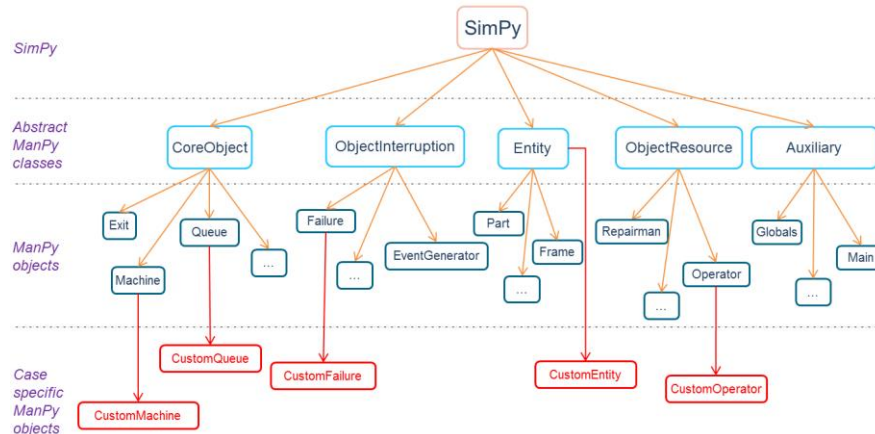 SimPy
SimPy
Abstract
ManPy
classes
CoreObject
ObjectInterruption
Entity
ObjectResource
Auxiliary
ManPy
objects
Exit
Queue
Machine
...
Failure
...
EventGenerator
Part
...
Frame
Repairman
...
Operator
Globals
...
Main
Case
specific
ManPy
objects
CustomMachine
CustomQueue
CustomFailure
CustomEntity
CustomOperator